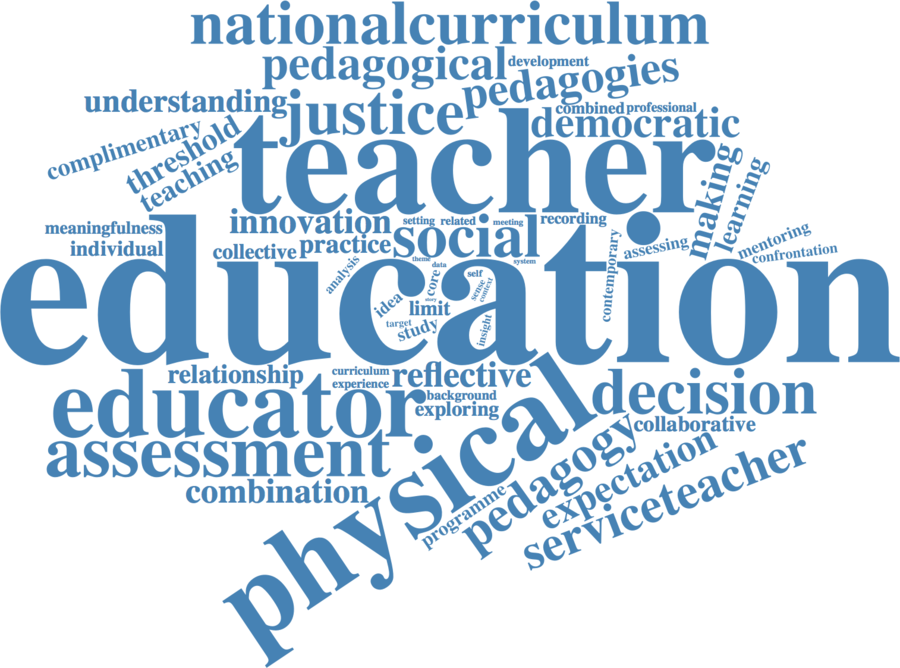 nationalcurriculum
pedagogical
development
pedagogies
understanding
justice
combined
professional
democratic
complimentary
threshold
teaching
teacher
making
learning
meaningfulness
individual
innovation
collective
practice
setting
related
meeting
recording
social
contemporary
assessing
mentoring
confrontation
education
theme
data
system
analysis
core
self
sense
context
idea
story
limit
target
study
insight
relationship
curriculum
experience
reflective
educator
background
exploring
decision
collaborative
assessment
combination
physical
programme
pedagogy
expectation
serviceteacher